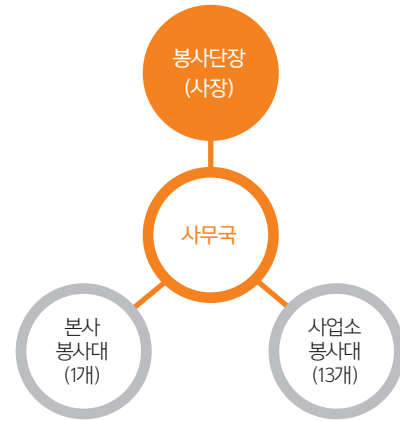 봉사단장
(사장)
사무국
본사
봉사대
(1개)
사업소
봉사대
(13개)